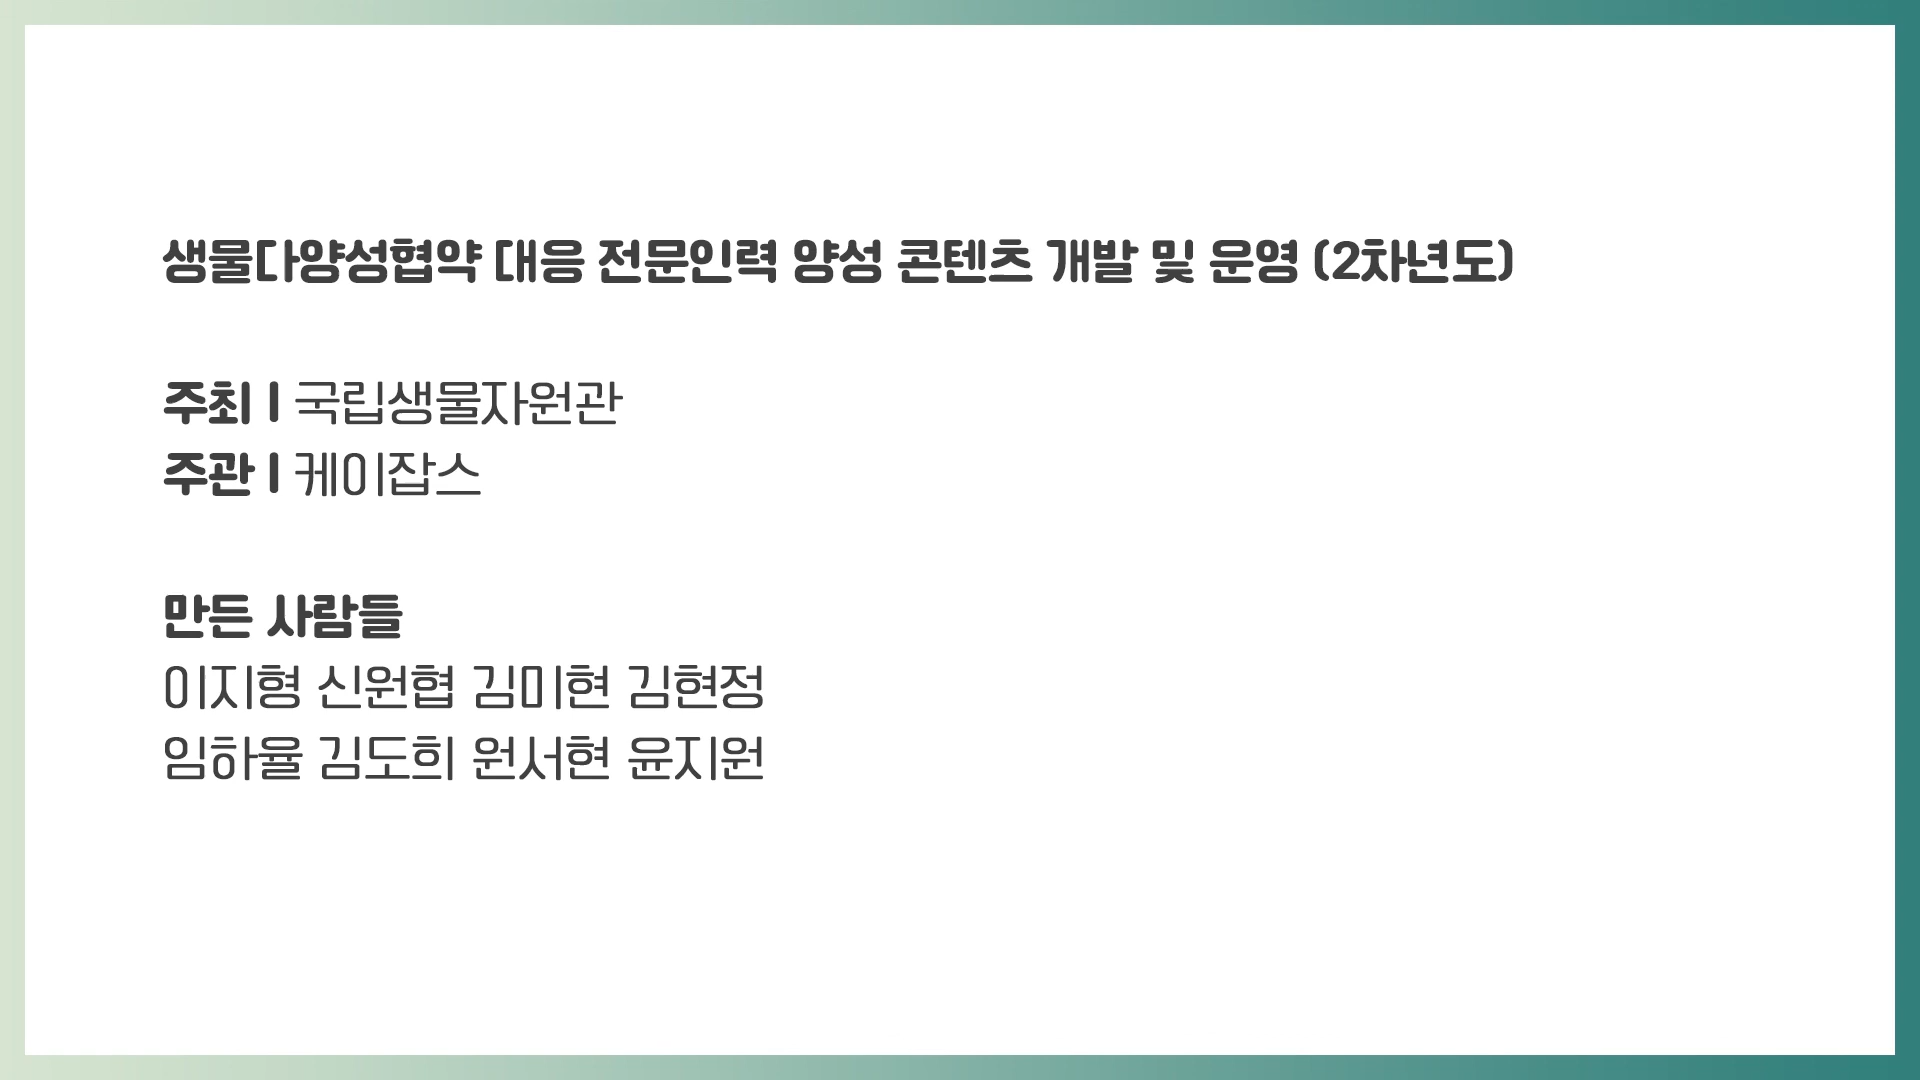 생물다양성협약 대응 전문인력 양성 콘텐츠 개발 및 운영 (2차년도)
주최 | 국립생물자원관
주관 | 케이잡스
만든 사람들
이지형 신원협 김미현 김현정
임하율 김도희 원서현 윤지원